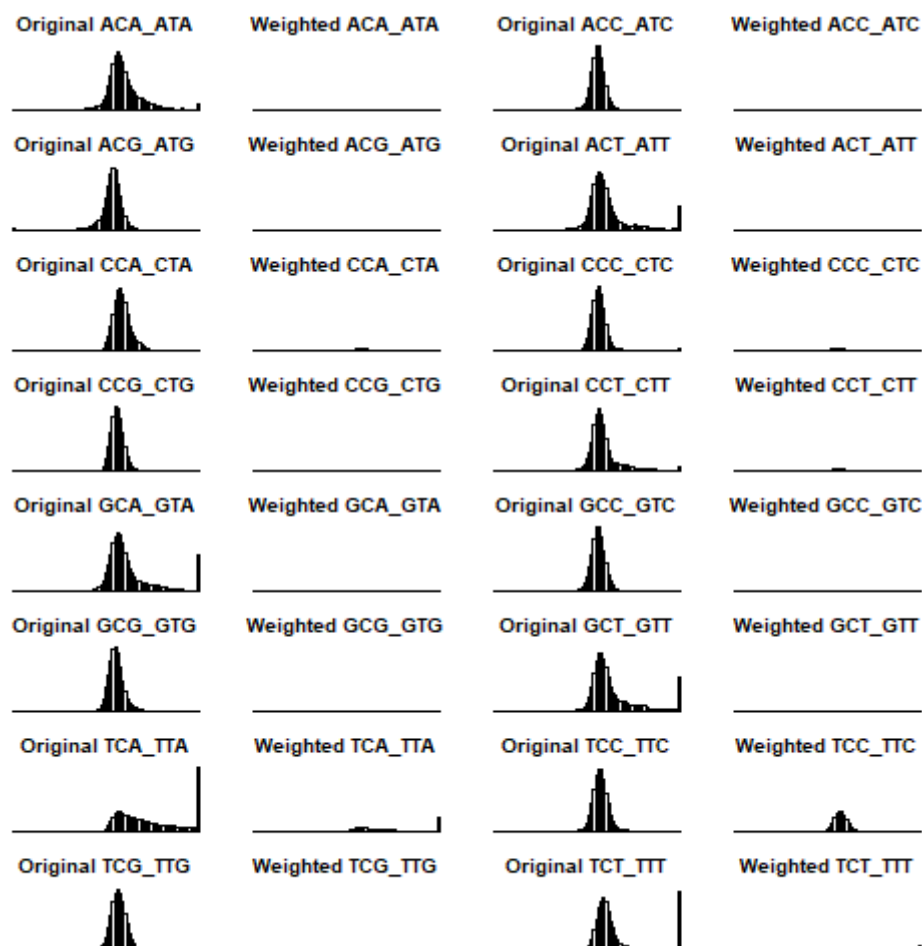 Original ACA_ATA Weighted ACA_ATA Original ACC_ATC Weighted ACC_ATC
Original ACG_ATG Weighted ACG_ATG Original ACT_ATT Weighted ACT_ATT
Original CCA_CTA Weighted CCA_CTA Original CCC_CTC Weighted CCC_CTC
Original CCG_CTG Weighted CCG_CTG Original CCT_CTT Weighted CCT_CTT
Original GCA_GTA Weighted GCA_GTA Original GCC_GTC Weighted GCC_GTC
Original GCG_GTG Weighted GCG_GTG Original GCT_GTT Weighted GCT_GTT
Original TCA_TTA Weighted TCA_TTA Original TCC_TTC Weighted TCC_TTC
Original TCG_TTG Weighted TCG_TTG Original TCT_TTT Weighted TCT_TTT